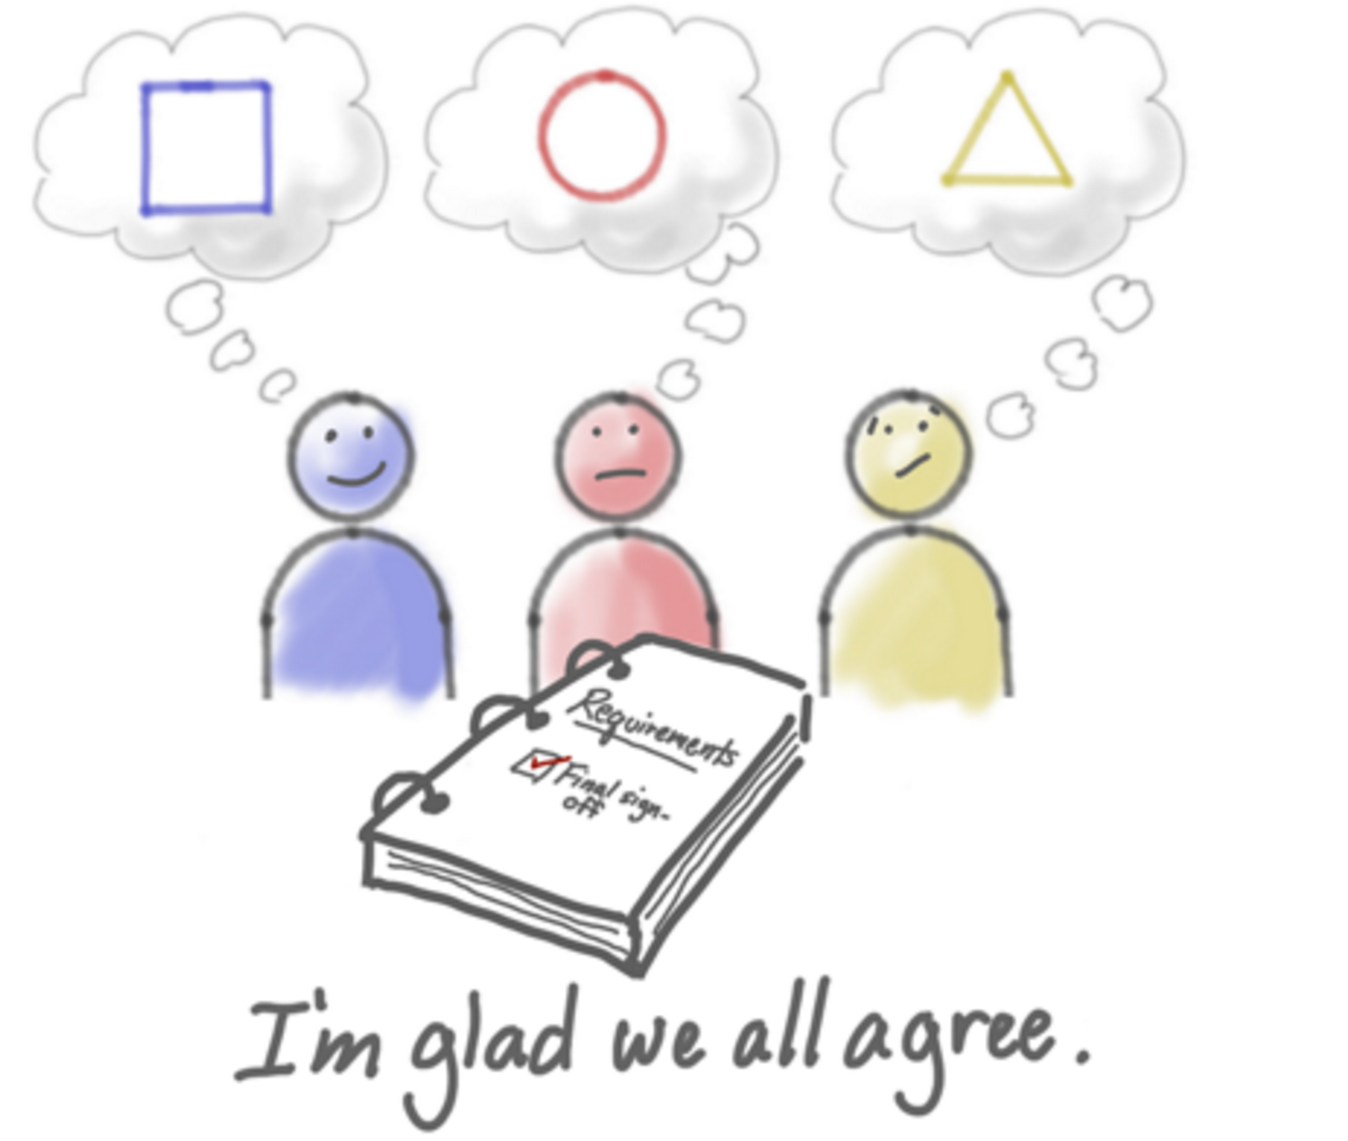 Requirements
Final sign-
off
I'm glad we all agree.